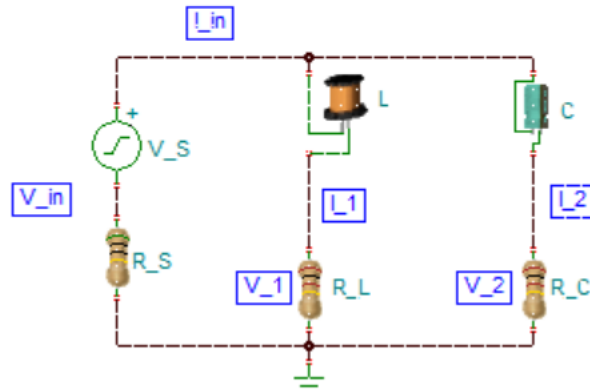 I_in
L
C
+
V_S
V_in
I_1
I_2
R_S
V_1
R_L
V_2
R_C